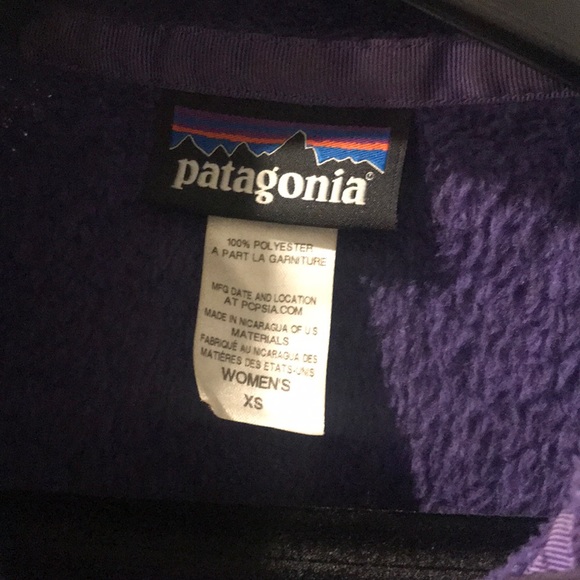 patagonia®
100% POLYESTER
A PART LA GARNITURE
MFG DATE AND LOCATION
AT PCPSIA.COM
MADE IN NICARAGUA OF U.S.
MATERIALS
FABRIQUÉ AU NICARAGUA DES
MATIÈRES DES ETATS-UNIS
WOMEN'S
XS